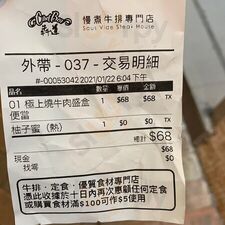 慢煮牛排專門店
Sous Vide Steak House
外帶 - 037 - 交易明細
#-00053042 2021/01/22 6:04 下午
數量 單價 金額
01 極上燒牛肉盛盒 1 $68 $68 TX
便當
柚子蜜（熱） 1 $0 $0 TX
總計 $68
現金 $68
找零 $0
牛排·定食·優質食材專門店
憑此收據於十日內再次惠顧任何定食
或購買食材滿$100可作$5使用